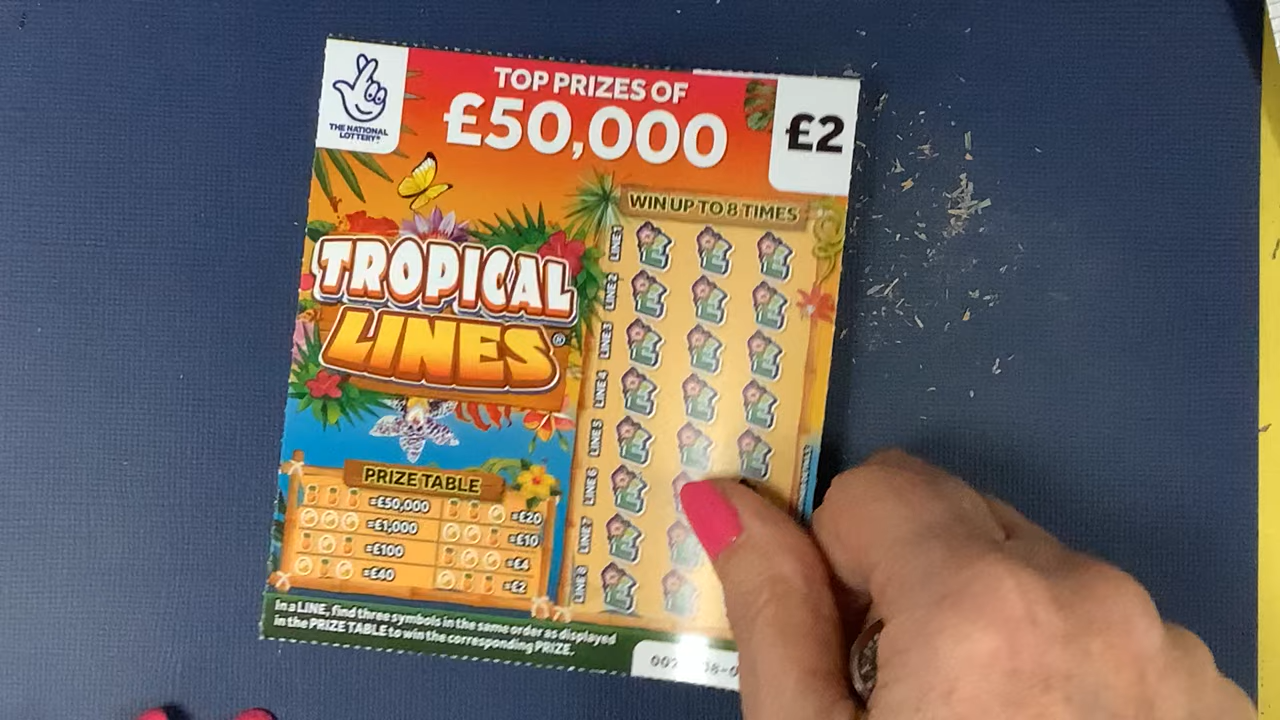 THE NATIONAL
LOTTERY®
TOP PRIZES OF
£50,000
£2
WIN UP TO 8 TIMES
TROPICAL
LINES®
LINE 1
LINE 2
LINE 3
LINE 4
LINE 5
LINE 6
LINE 7
LINE 8
PRIZE TABLE
=£50,000
=£1,000
=£100
=£40
=£20
=£10
=£4
=£2
In a LINE, find three symbols in the same order as displayed
in the PRIZE TABLE to win the corresponding PRIZE.